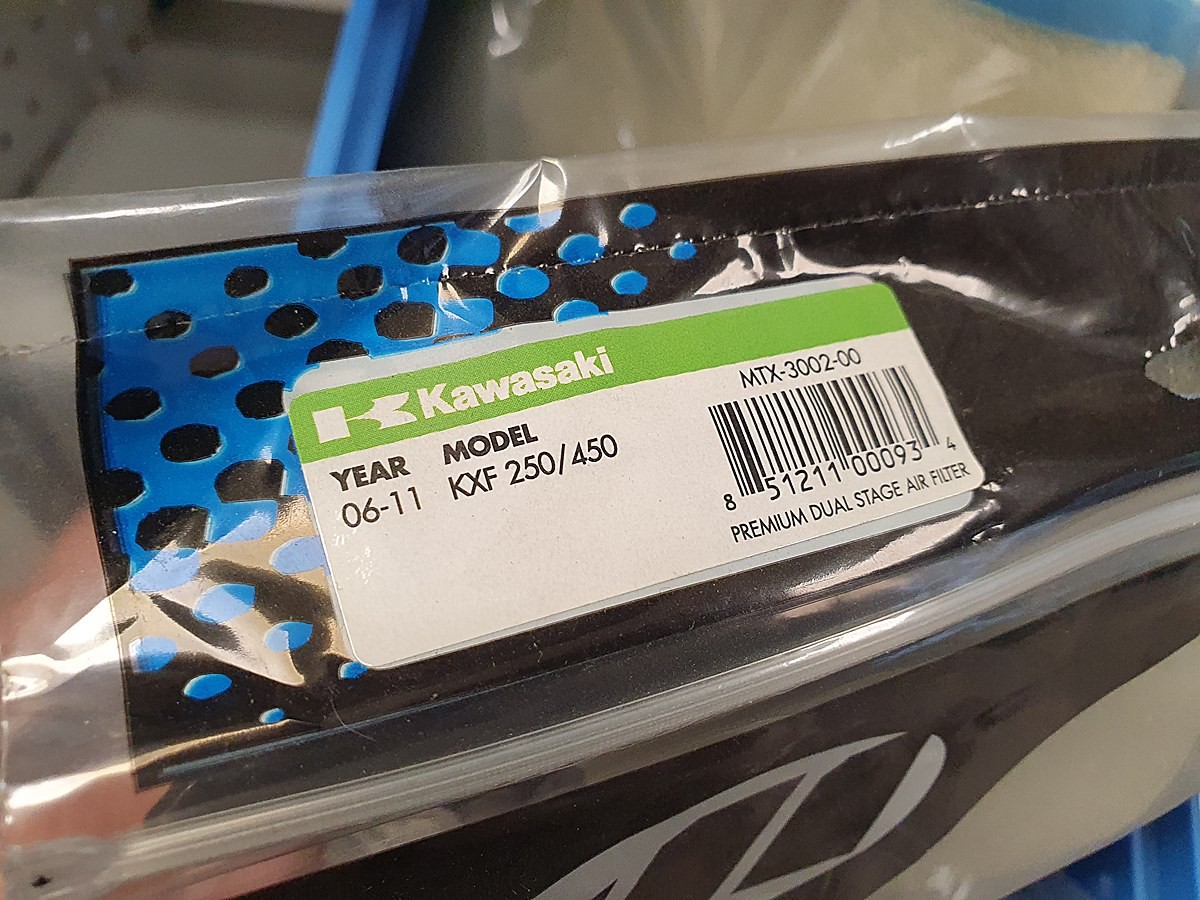 Kawasaki
YEAR MODEL
06-11 KXF 250/450
MTX-3002-00
8 51211 00093 4
PREMIUM DUAL STAGE AIR FILTER